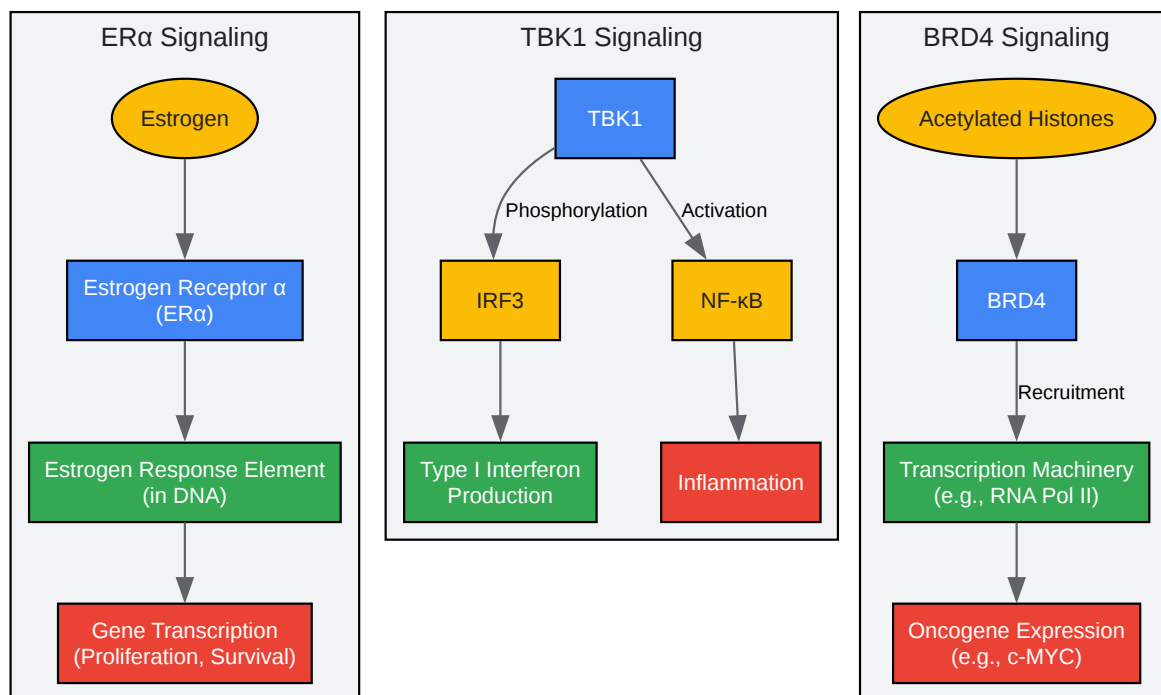 ERα Signaling
Estrogen
Estrogen Receptor α
(ERα)
Estrogen Response Element
(in DNA)
Gene Transcription
(Proliferation, Survival)
TBK1 Signaling
TBK1
Phosphorylation
Activation
IRF3
NF-κB
Type I Interferon
Production
Inflammation
BRD4 Signaling
Acetylated Histones
BRD4
Recruitment
Transcription Machinery
(e.g., RNA Pol II)
Oncogene Expression
(e.g., c-MYC)